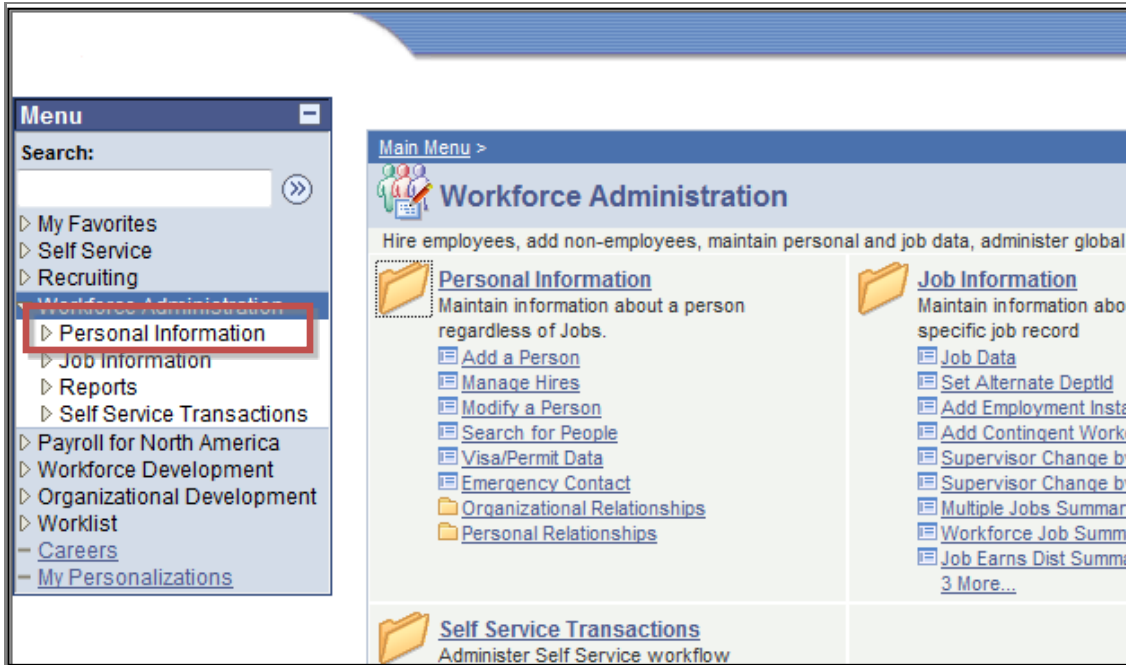 Menu
Search:
My Favorites
Self Service
Recruiting
Workforce Administration
Personal Information
Job Information
Reports
Self Service Transactions
Payroll for North America
Workforce Development
Organizational Development
Worklist
Careers
My Personalizations
Main Menu >
Workforce Administration
Hire employees, add non-employees, maintain personal and job data, administer global
Personal Information
Maintain information about a person
regardless of Jobs.
Add a Person
Manage Hires
Modify a Person
Search for People
Visa/Permit Data
Emergency Contact
Organizational Relationships
Personal Relationships
Job Information
Maintain information abo
specific job record
Job Data
Set Alternate DeptId
Add Employment Insta
Add Contingent Work
Supervisor Change b
Supervisor Change b
Multiple Jobs Summar
Workforce Job Summ
Job Earns Dist Summa
3 More...
Self Service Transactions
Administer Self Service workflow